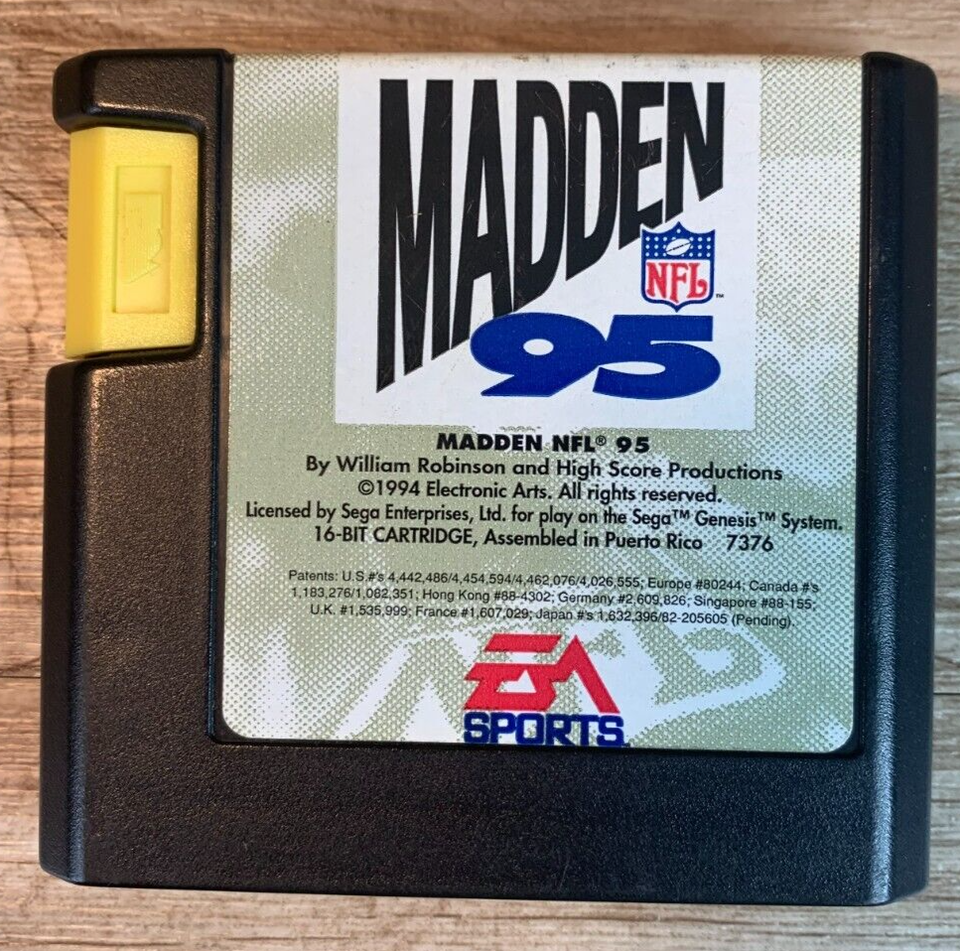 MADDEN
NFL™
95
MADDEN NFL® 95
By William Robinson and High Score Productions
©1994 Electronic Arts. All rights reserved.
Licensed by Sega Enterprises, Ltd. for play on the Sega™ Genesis™ System.
16-BIT CARTRIDGE, Assembled in Puerto Rico 7376
Patents: U.S.#'s 4,442,486/4,454,594/4,462,076/4,026,555; Europe #80244; Canada #'s
1,183,276/1,082,351; Hong Kong #88-4302; Germany #2,609,826; Singapore #88-155;
U.K. #1,535,999; France #1,607,029; Japan #'s 1,632,396/82-205605 (Pending).
EA
SPORTS™